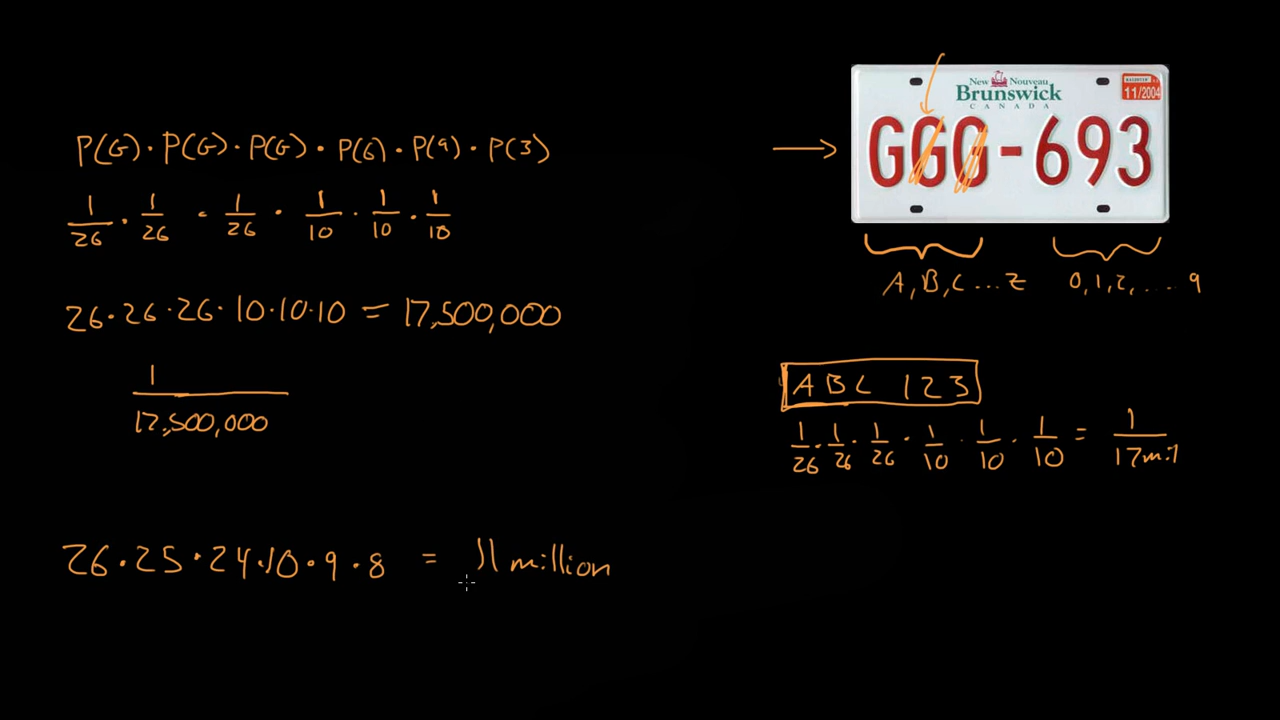 P(G) · P(G) · P(G) · P(6) · P(9) · P(3)
1/26 · 1/26 · 1/26 · 1/10 · 1/10 · 1/10
26 · 26 · 26 · 10 · 10 · 10 = 17,500,000
1/17,500,000
26 · 25 · 24 · 10 · 9 · 8 = 11 million
New Nouveau
Brunswick
CANADA
11/2004
GGG-693
A, B, C ... Z 0, 1, 2, .... 9
A B C 1 2 3
1/26 · 1/26 · 1/26 · 1/10 · 1/10 · 1/10 = 1/17mil